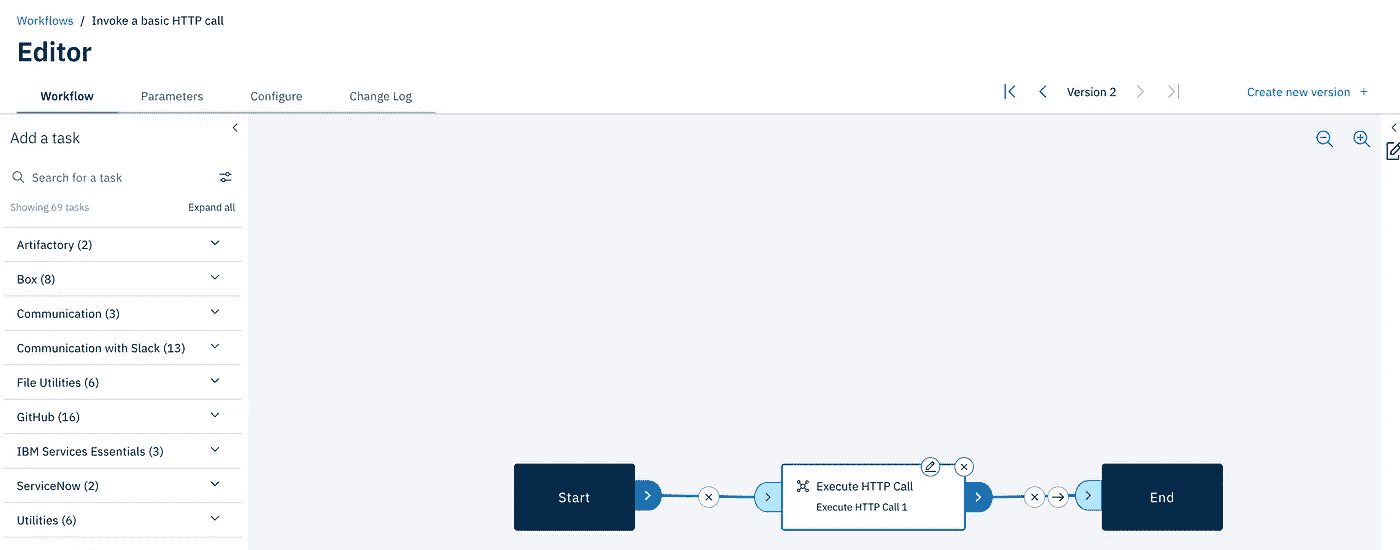 Workflows / Invoke a basic HTTP call
Editor
Workflow Parameters Configure Change Log
Version 2
Create new version +
Add a task
Search for a task
Showing 69 tasks Expand all
Artifactory (2)
Box (8)
Communication (3)
Communication with Slack (13)
File Utilities (6)
GitHub (16)
IBM Services Essentials (3)
ServiceNow (2)
Utilities (6)
Start
Execute HTTP Call
Execute HTTP Call 1
End